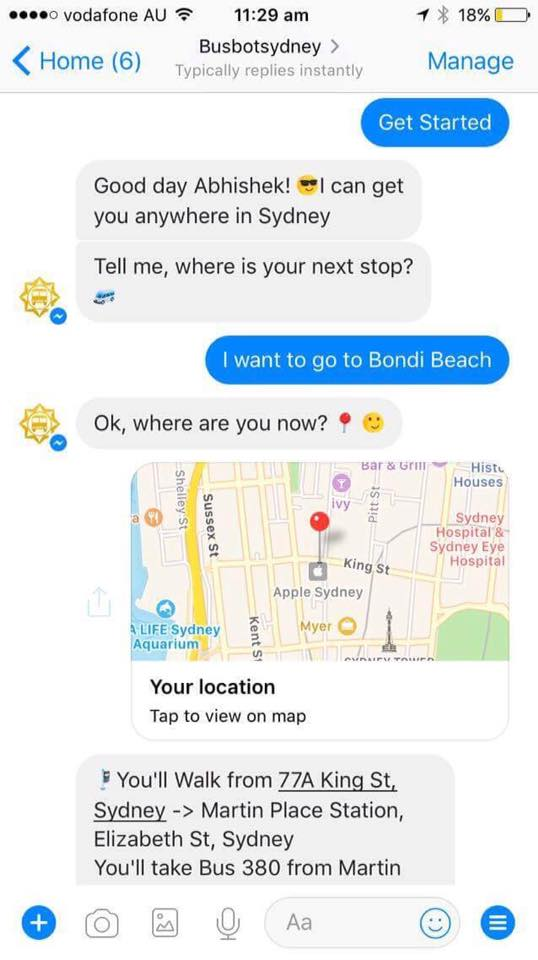 vodafone AU
11:29 am
18%
Home (6)
Busbotsydney
Typically replies instantly
Manage
Get Started
Good day Abhishek! 😎I can get
you anywhere in Sydney
Tell me, where is your next stop?
🚌
I want to go to Bondi Beach
Ok, where are you now? 📍 🙂
Bar & Grill
Histo
Houses
Shelley St
Sussex St
ivy
Pitt St
a
Sydney
Hospital &
Sydney Eye
Hospital
King St
Apple Sydney
Kent St
Myer
A LIFE Sydney
Aquarium
SYDNEY TOWER
Your location
Tap to view on map
🚏 You'll Walk from 77A King St,
Sydney -> Martin Place Station,
Elizabeth St, Sydney
You'll take Bus 380 from Martin
Aa